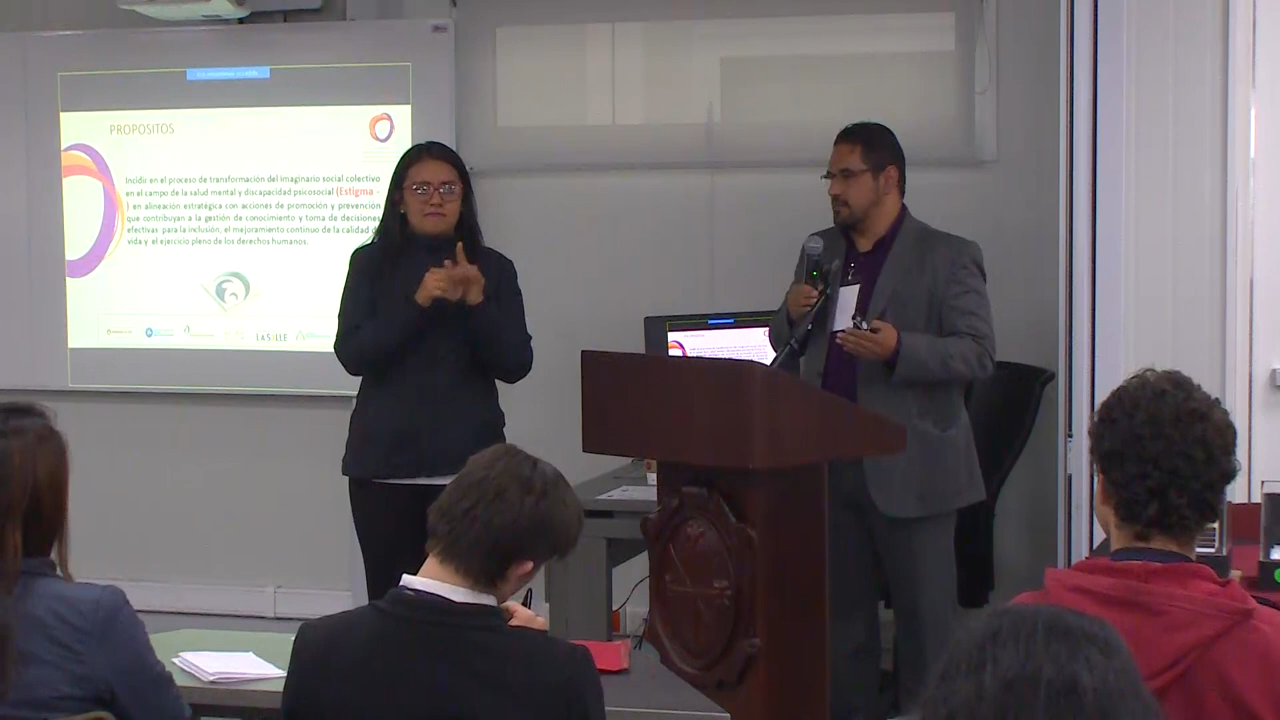 PROPOSITOS
Incidir en el proceso de transformación del imaginario social colectivo
en el campo de la salud mental y discapacidad psicosocial (Estigma -
) en alineación estratégica con acciones de promoción y prevención
que contribuyan a la gestión de conocimiento y toma de decisiones
efectivas para la inclusión, el mejoramiento continuo de la calidad d
vida y el ejercicio pleno de los derechos humanos.
LASALLE